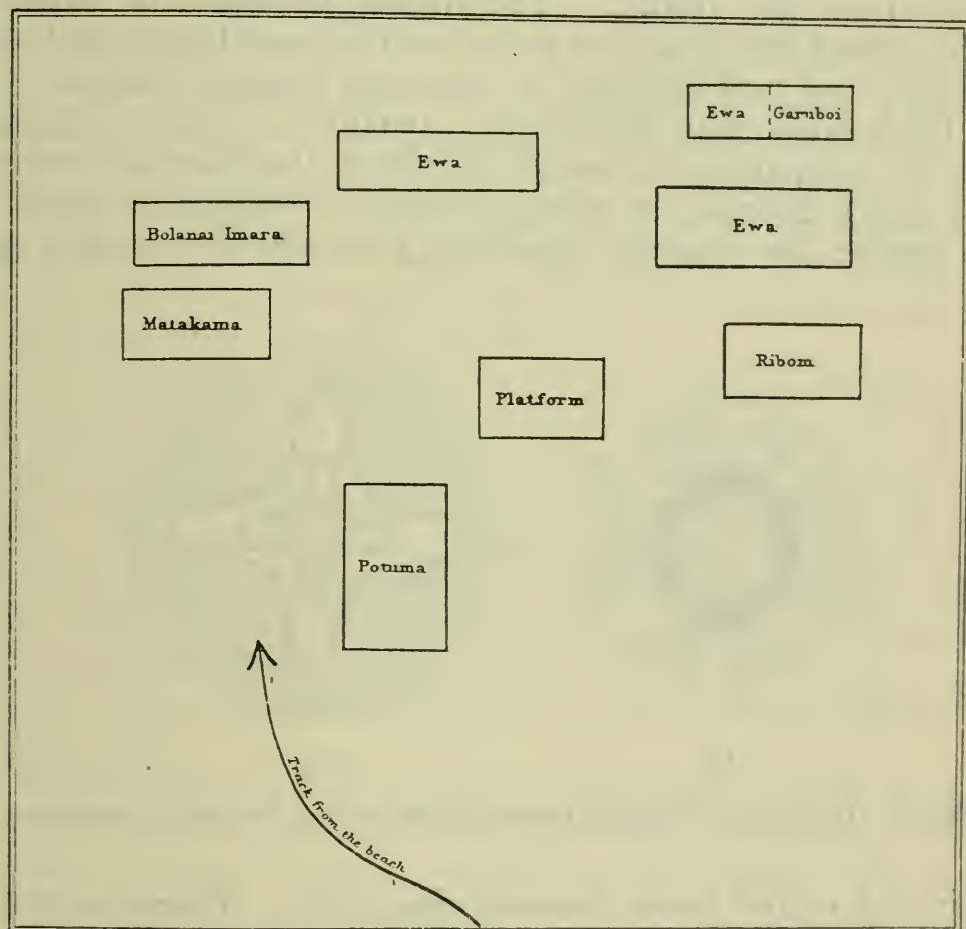 Ewa Garuboi
Ewa
Ewa
Bolanai Imara
Matakama
Ribom
Platform
Potuma
Track from the beach